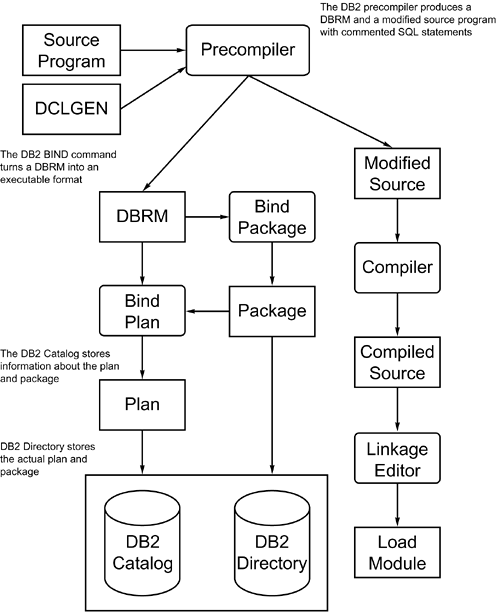 The DB2 precompiler produces a
DBRM and a modified source program
with commented SQL statements
Source
Program
Precompiler
DCLGEN
The DB2 BIND command
turns a DBRM into an
executable format
Modified
Source
DBRM
Bind
Package
Compiler
Bind
Plan
Package
The DB2 Catalog stores
information about the plan
and package
Compiled
Source
Plan
DB2 Directory stores
the actual plan and
package
Linkage
Editor
DB2
Catalog
DB2
Directory
Load
Module